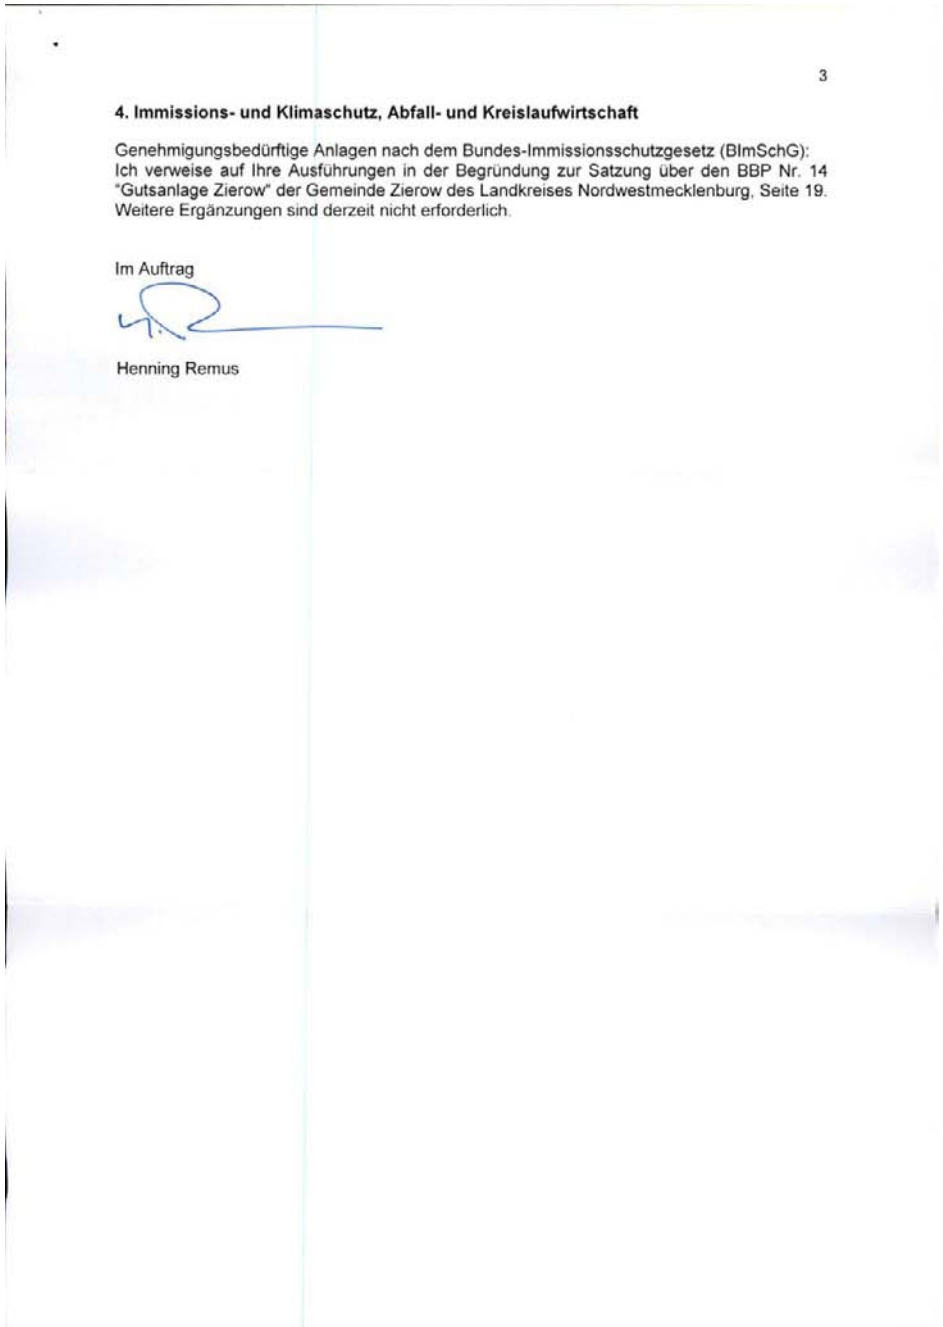 3
4. Immissions- und Klimaschutz, Abfall- und Kreislaufwirtschaft
Genehmigungsbedürftige Anlagen nach dem Bundes-Immissionsschutzgesetz (BImSchG):
Ich verweise auf Ihre Ausführungen in der Begründung zur Satzung über den BBP Nr. 14
"Gutsanlage Zierow" der Gemeinde Zierow des Landkreises Nordwestmecklenburg, Seite 19.
Weitere Ergänzungen sind derzeit nicht erforderlich.
Im Auftrag
Henning Remus